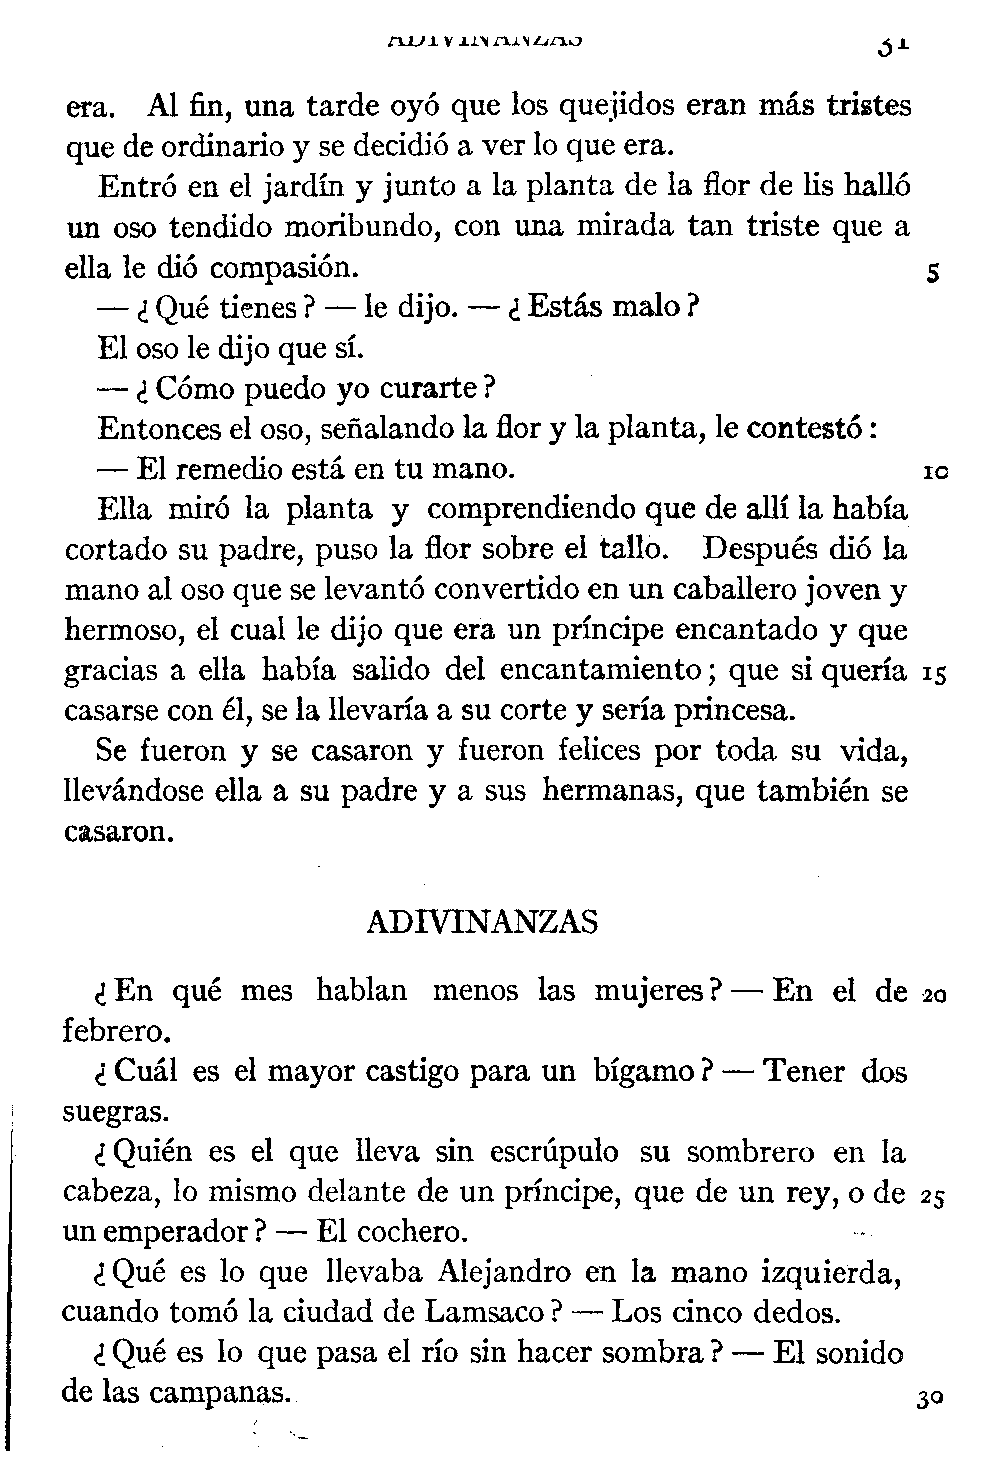 ADIVINANZAS 31
era. Al fin, una tarde oyó que los quejidos eran más tristes
que de ordinario y se decidió a ver lo que era.
Entró en el jardín y junto a la planta de la flor de lis halló
un oso tendido moribundo, con una mirada tan triste que a
ella le dió compasión. 5
— ¿ Qué tienes ? — le dijo. — ¿ Estás malo ?
El oso le dijo que sí.
— ¿ Cómo puedo yo curarte ?
Entonces el oso, señalando la flor y la planta, le contestó :
— El remedio está en tu mano. 10
Ella miró la planta y comprendiendo que de allí la había
cortado su padre, puso la flor sobre el tallo. Después dió la
mano al oso que se levantó convertido en un caballero joven y
hermoso, el cual le dijo que era un príncipe encantado y que
gracias a ella había salido del encantamiento ; que si quería 15
casarse con él, se la llevaría a su corte y sería princesa.
Se fueron y se casaron y fueron felices por toda su vida,
llevándose ella a su padre y a sus hermanas, que también se
casaron.
ADIVINANZAS
¿ En qué mes hablan menos las mujeres ? — En el de 20
febrero.
¿ Cuál es el mayor castigo para un bígamo ? — Tener dos
suegras.
¿ Quién es el que lleva sin escrúpulo su sombrero en la
cabeza, lo mismo delante de un príncipe, que de un rey, o de 25
un emperador ? — El cochero.
¿ Qué es lo que llevaba Alejandro en la mano izquierda,
cuando tomó la ciudad de Lamsaco ? — Los cinco dedos.
¿ Qué es lo que pasa el río sin hacer sombra ? — El sonido
de las campanas. 30